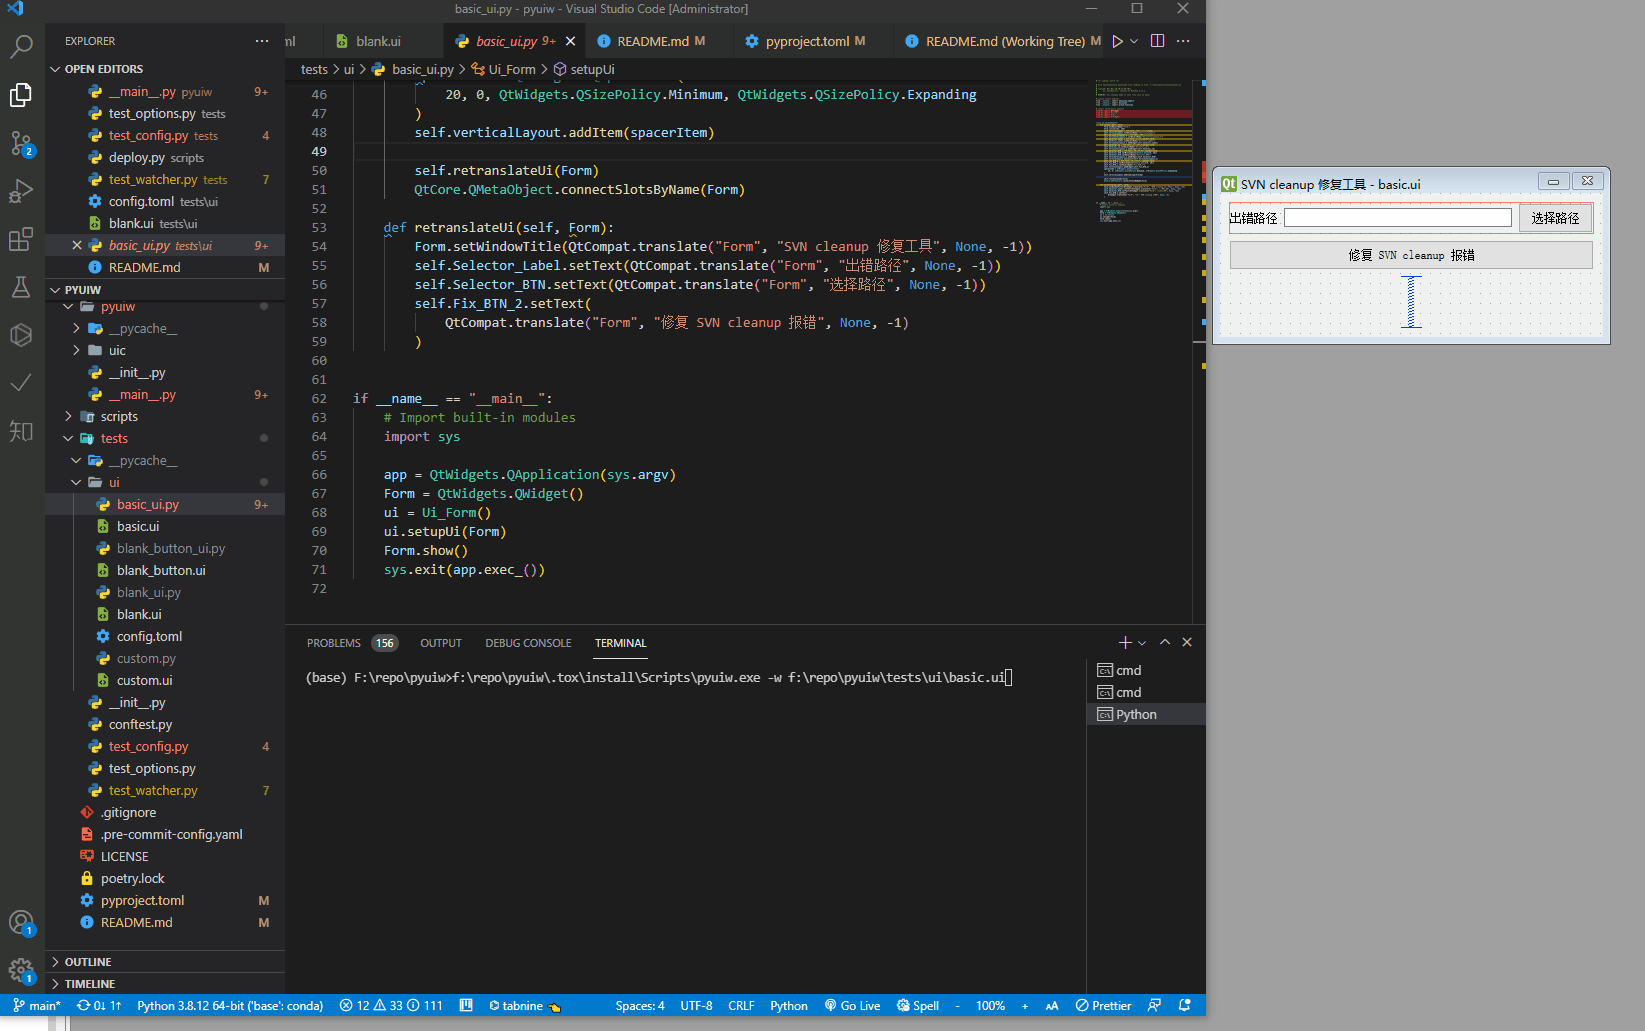 basic_ui.py - pyuiw - Visual Studio Code [Administrator]
EXPLORER
OPEN EDITORS
__main__.py pyuiw 9+
test_options.py tests
test_config.py tests 4
deploy.py scripts
test_watcher.py tests 7
config.toml tests\ui
blank.ui tests\ui
basic_ui.py tests\ui 9+
README.md M
PYUIW
pyuiw
__pycache__
uic
__init__.py
__main__.py 9+
scripts
tests
__pycache__
ui
basic_ui.py 9+
basic.ui
blank_button_ui.py
blank_button.ui
blank_ui.py
blank.ui
config.toml
custom.py
custom.ui
__init__.py
conftest.py
test_config.py 4
test_options.py
test_watcher.py 7
.gitignore
.pre-commit-config.yaml
LICENSE
poetry.lock
pyproject.toml M
README.md M
OUTLINE
TIMELINE
2
知
1
1
ml blank.ui basic_ui.py 9+ README.md M pyproject.toml M README.md (Working Tree) M
tests > ui > basic_ui.py > Ui_Form > setupUi
46 20, 0, QtWidgets.QSizePolicy.Minimum, QtWidgets.QSizePolicy.Expanding
47 )
48 self.verticalLayout.addItem(spacerItem)
49
50 self.retranslateUi(Form)
51 QtCore.QMetaObject.connectSlotsByName(Form)
52
53 def retranslateUi(self, Form):
54 Form.setWindowTitle(QtCompat.translate("Form", "SVN cleanup 修复工具", None, -1))
55 self.Selector_Label.setText(QtCompat.translate("Form", "出错路径", None, -1))
56 self.Selector_BTN.setText(QtCompat.translate("Form", "选择路径", None, -1))
57 self.Fix_BTN_2.setText(
58 QtCompat.translate("Form", "修复 SVN cleanup 报错", None, -1)
59 )
60
61
62 if __name__ == "__main__":
63 # Import built-in modules
64 import sys
65
66 app = QtWidgets.QApplication(sys.argv)
67 Form = QtWidgets.QWidget()
68 ui = Ui_Form()
69 ui.setupUi(Form)
70 Form.show()
71 sys.exit(app.exec_())
72
PROBLEMS 156 OUTPUT DEBUG CONSOLE TERMINAL
(base) F:\repo\pyuiw>f:\repo\pyuiw\.tox\install\Scripts\pyuiw.exe -w f:\repo\pyuiw\tests\ui\basic.ui
cmd
cmd
Python
main* 0↓ 1↑ Python 3.8.12 64-bit ('base': conda) 12 33 111 tabnine Spaces: 4 UTF-8 CRLF Python Go Live Spell - 100% + AA Prettier
Qt SVN cleanup 修复工具 - basic.ui
出错路径 选择路径
修复 SVN cleanup 报错